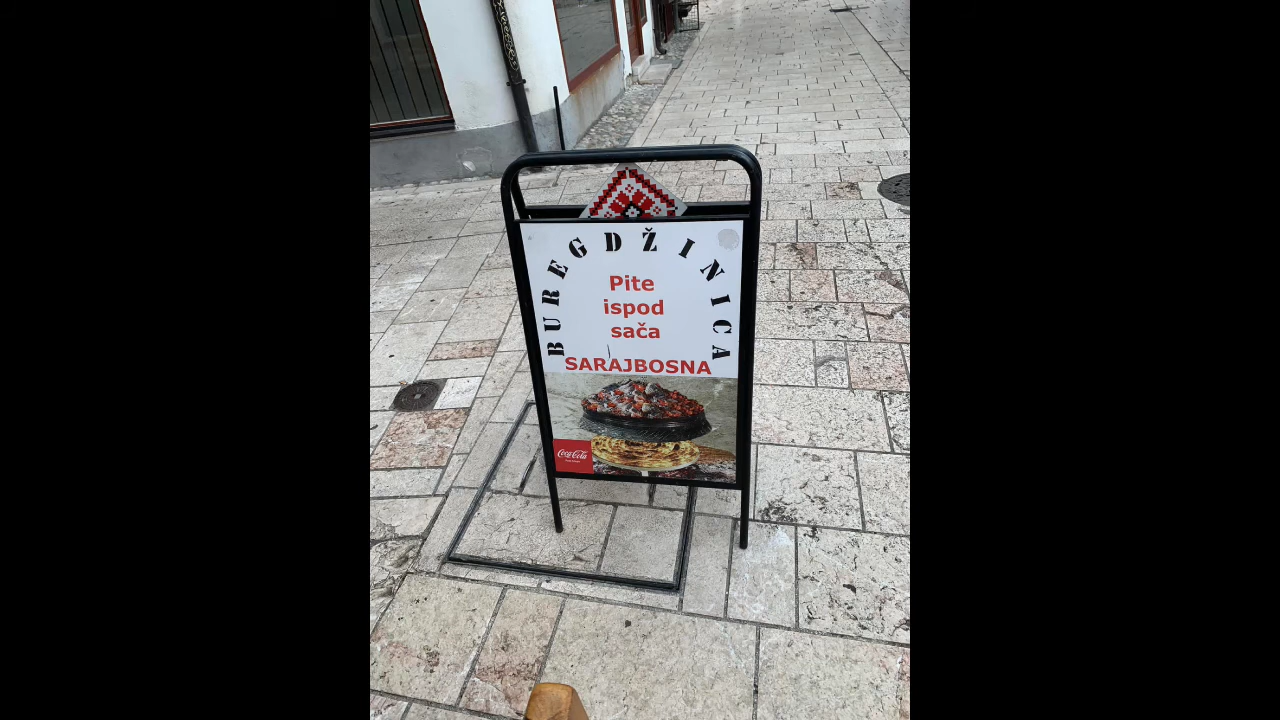 BUREGDŽINICA
Pite
ispod
sača
SARAJBOSNA
Coca-Cola